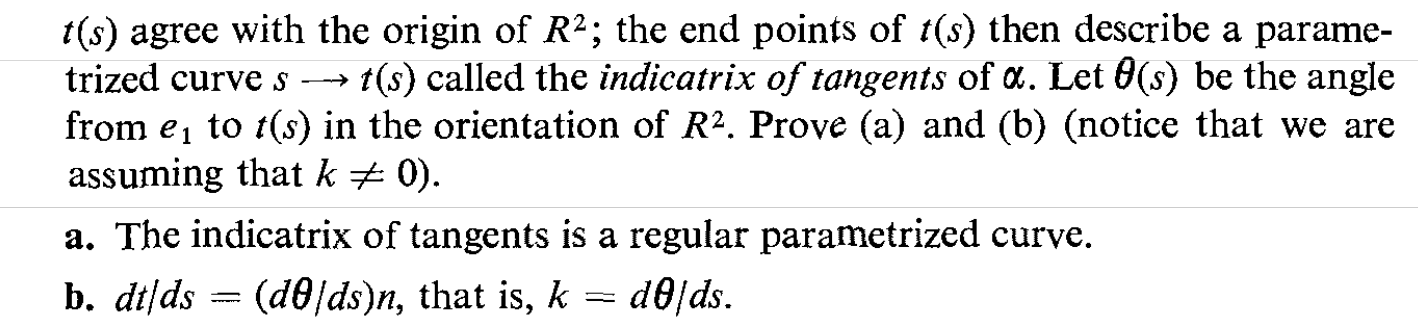 t(s) agree with the origin of R²; the end points of t(s) then describe a parame-
trized curve s ⟶ t(s) called the indicatrix of tangents of α. Let θ(s) be the angle
from e₁ to t(s) in the orientation of R². Prove (a) and (b) (notice that we are
assuming that k ≠ 0).
a. The indicatrix of tangents is a regular parametrized curve.
b. dt/ds = (dθ/ds)n, that is, k = dθ/ds.